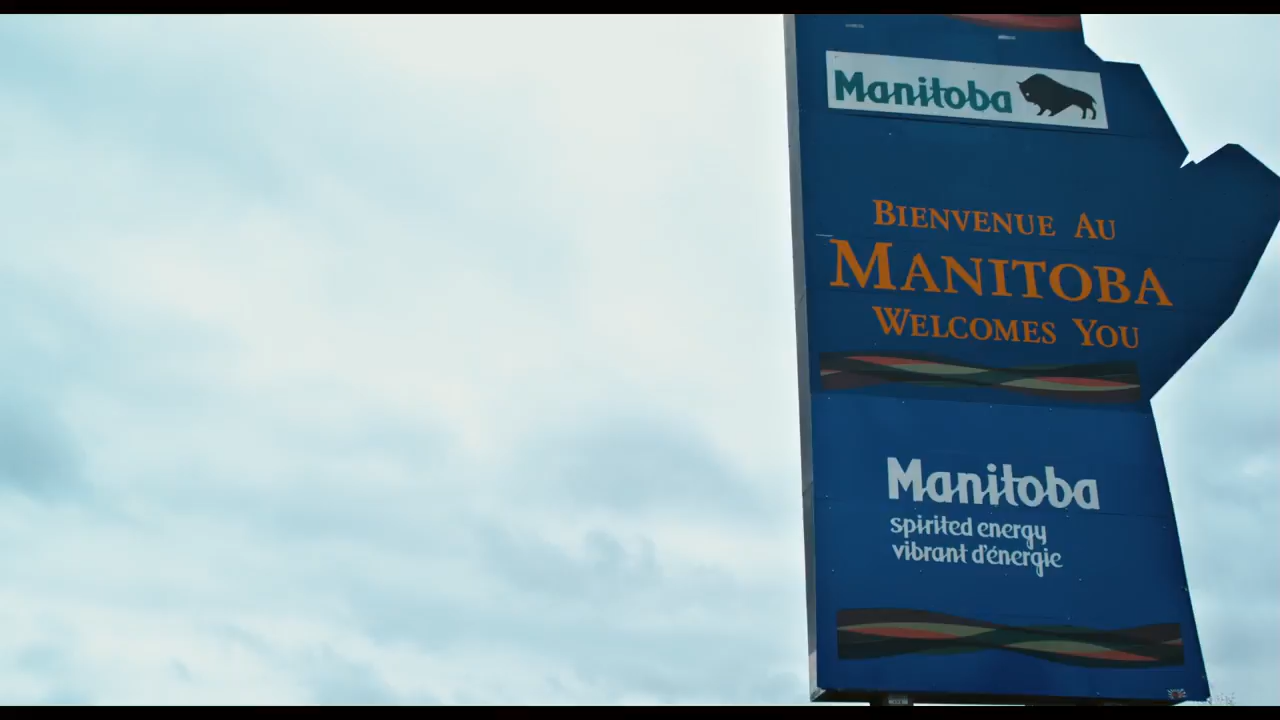 Manitoba
BIENVENUE AU
MANITOBA
WELCOMES YOU
Manitoba
spirited energy
vibrant d'énergie